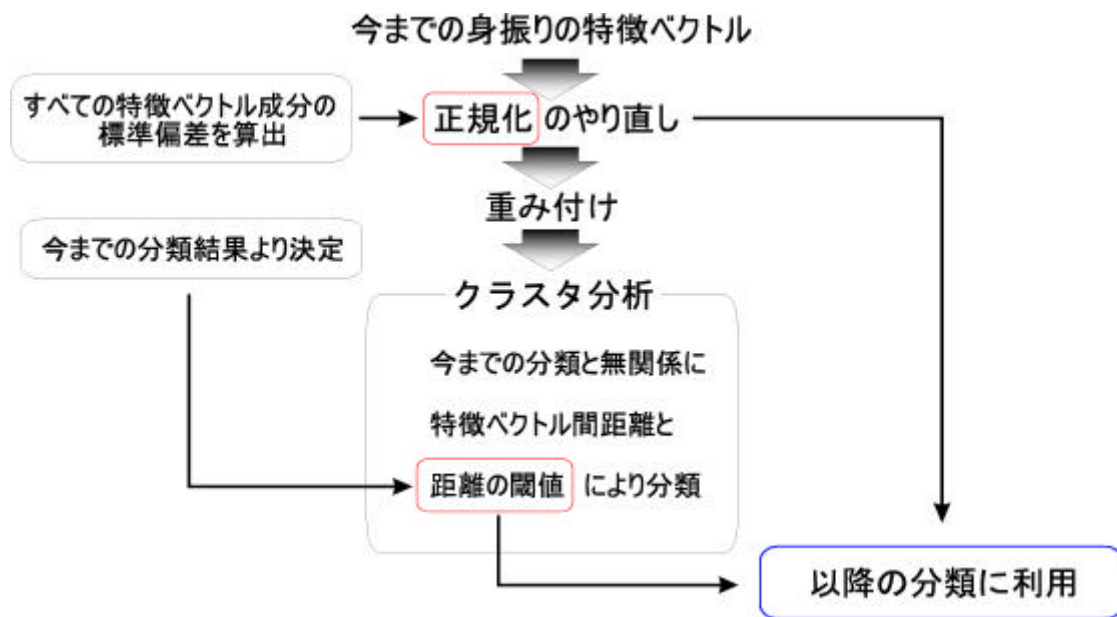 今までの身振りの特徴ベクトル
すべての特徴ベクトル成分の
標準偏差を算出
正規化 のやり直し
重み付け
今までの分類結果より決定
クラスタ分析
今までの分類と無関係に
特徴ベクトル間距離と
距離の閾値 により分類
以降の分類に利用